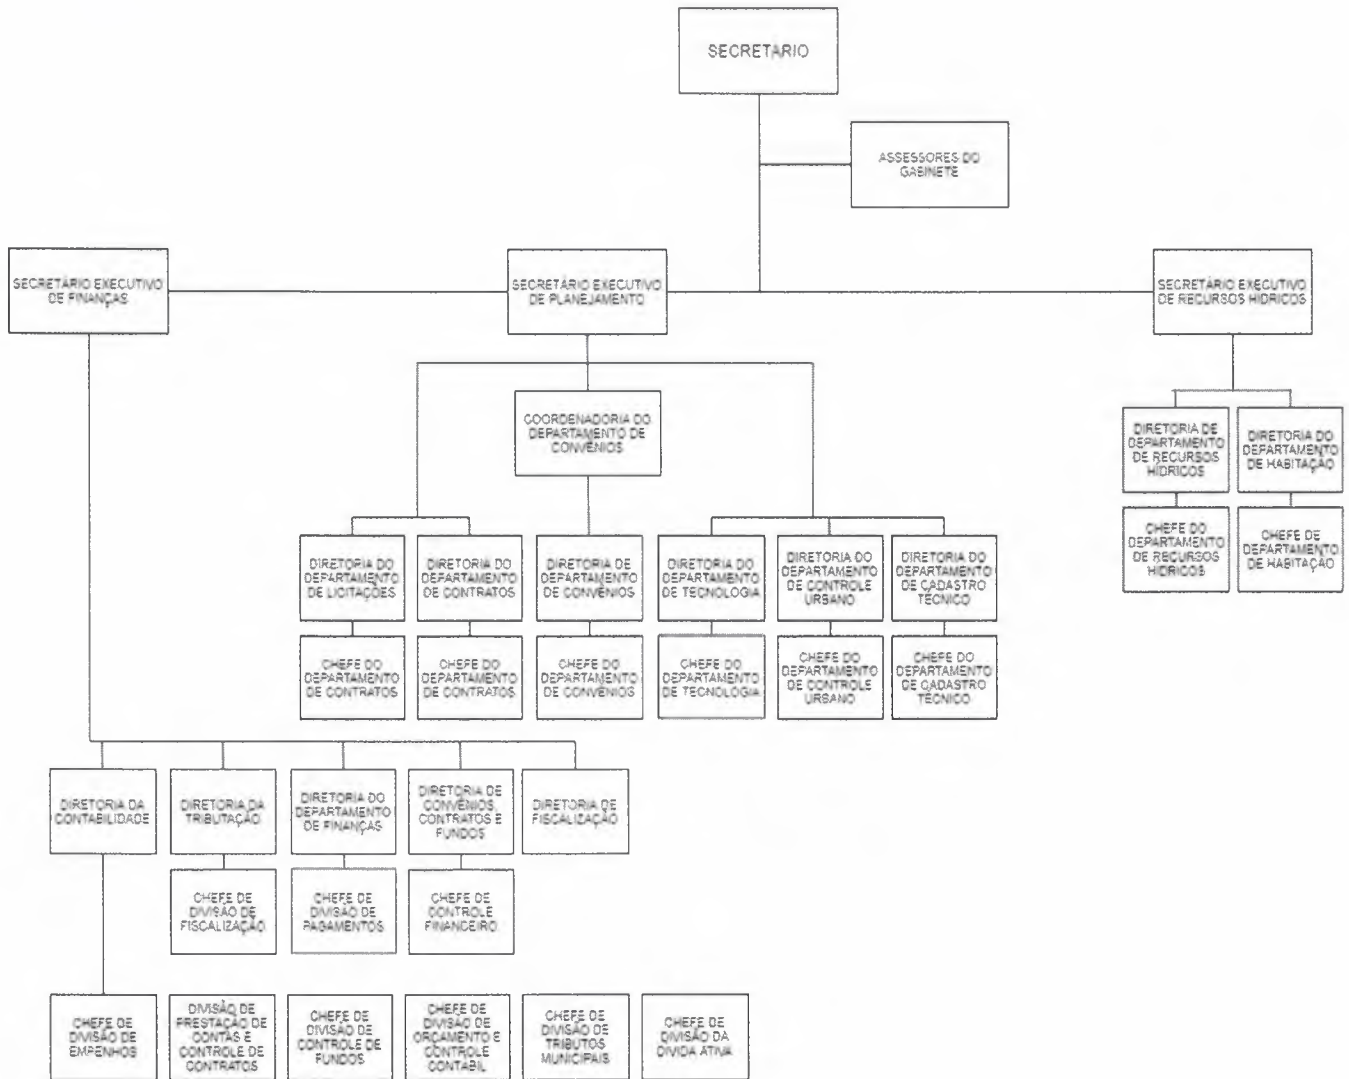 SECRETÁRIO
ASSESSORES DO
GABINETE
SECRETÁRIO EXECUTIVO
DE FINANÇAS
SECRETÁRIO EXECUTIVO
DE PLANEJAMENTO
SECRETÁRIO EXECUTIVO
DE RECURSOS HÍDRICOS
COORDENADORIA DO
DEPARTAMENTO DE
CONVÊNIOS
DIRETORIA DE
DEPARTAMENTO
DE RECURSOS
HÍDRICOS
DIRETORIA DO
DEPARTAMENTO
DE HABITAÇÃO
CHEFE DO
DEPARTAMENTO
DE RECURSOS
HÍDRICOS
CHEFE DE
DEPARTAMENTO
DE HABITAÇÃO
DIRETORIA DO
DEPARTAMENTO
DE LICITAÇÕES
DIRETORIA DO
DEPARTAMENTO
DE CONTRATOS
DIRETORIA DE
DEPARTAMENTO
DE CONVÊNIOS
DIRETORIA DO
DEPARTAMENTO
DE TECNOLOGIA
DIRETORIA DO
DEPARTAMENTO
DE CONTROLE
URBANO
DIRETORIA DO
DEPARTAMENTO
DE CADASTRO
TÉCNICO
CHEFE DO
DEPARTAMENTO
DE CONTRATOS
CHEFE DO
DEPARTAMENTO
DE CONTRATOS
CHEFE DO
DEPARTAMENTO
DE CONVÊNIOS
CHEFE DO
DEPARTAMENTO
DE TECNOLOGIA
CHEFE DO
DEPARTAMENTO
DE CONTROLE
URBANO
CHEFE DO
DEPARTAMENTO
DE CADASTRO
TÉCNICO
DIRETORIA DA
CONTABILIDADE
DIRETORIA DA
TRIBUTAÇÃO
DIRETORIA DO
DEPARTAMENTO
DE FINANÇAS
DIRETORIA DE
CONVÊNIOS,
CONTRATOS E
FUNDOS
DIRETORIA DE
FISCALIZAÇÃO
CHEFE DE
DIVISÃO DE
FISCALIZAÇÃO
CHEFE DE
DIVISÃO DE
PAGAMENTOS
CHEFE DE
CONTROLE
FINANCEIRO
CHEFE DE
DIVISÃO DE
EMPENHOS
DIVISÃO DE
PRESTAÇÃO DE
CONTAS E
CONTROLE DE
CONTRATOS
CHEFE DE
DIVISÃO DE
CONTROLE DE
FUNDOS
CHEFE DE
DIVISÃO DE
ORÇAMENTO E
CONTROLE
CONTABIL
CHEFE DE
DIVISÃO DE
TRIBUTOS
MUNICIPAIS
CHEFE DE
DIVISÃO DA
DIVIDA ATIVA